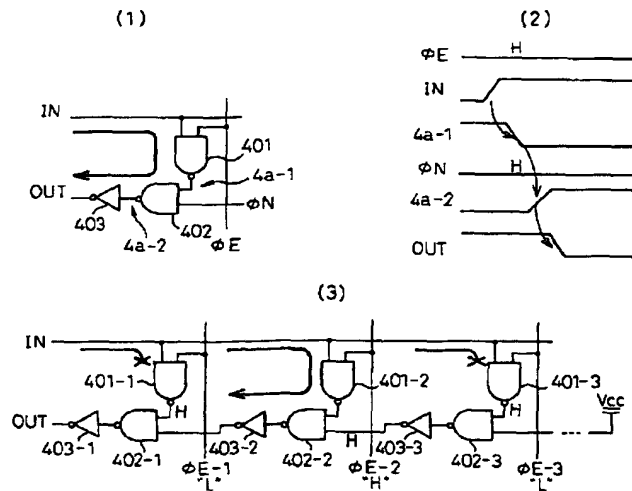 (1)
IN
401
4a-1
OUT
φN
403
4a-2
402
φE
(2)
φE H
IN
4a-1
φN H
4a-2
OUT
(3)
IN
401-1
H
401-2
H
401-3
Vcc
OUT
403-1
402-1
403-2
402-2
H
403-3
402-3
φE-1
"L"
φE-2
"H"
φE-3
"L"